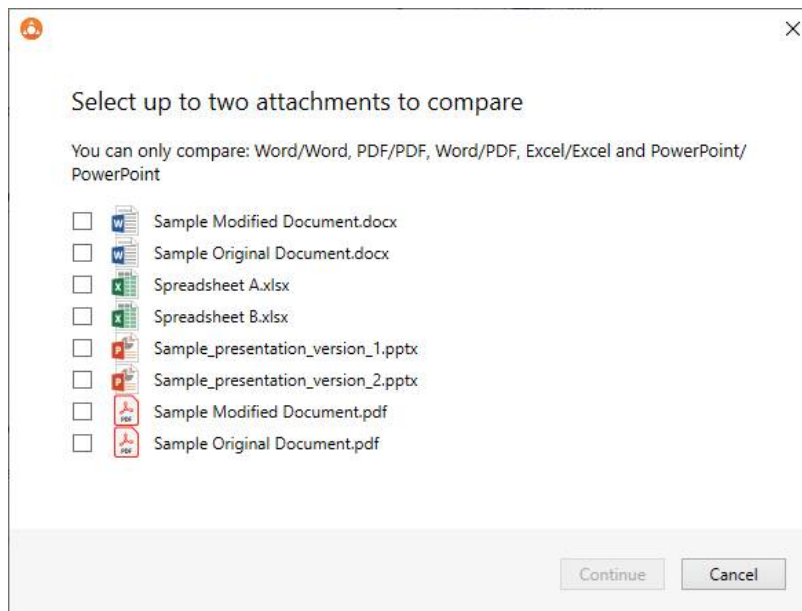 Select up to two attachments to compare
You can only compare: Word/Word, PDF/PDF, Word/PDF, Excel/Excel and PowerPoint/
PowerPoint
Sample Modified Document.docx
Sample Original Document.docx
Spreadsheet A.xlsx
Spreadsheet B.xlsx
Sample_presentation_version_1.pptx
Sample_presentation_version_2.pptx
PDF Sample Modified Document.pdf
PDF Sample Original Document.pdf
Continue Cancel